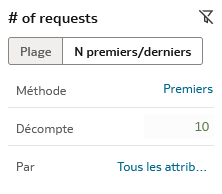 # of requests
Plage N premiers/derniers
Méthode Premiers
Décompte 10
Par Tous les attrib...